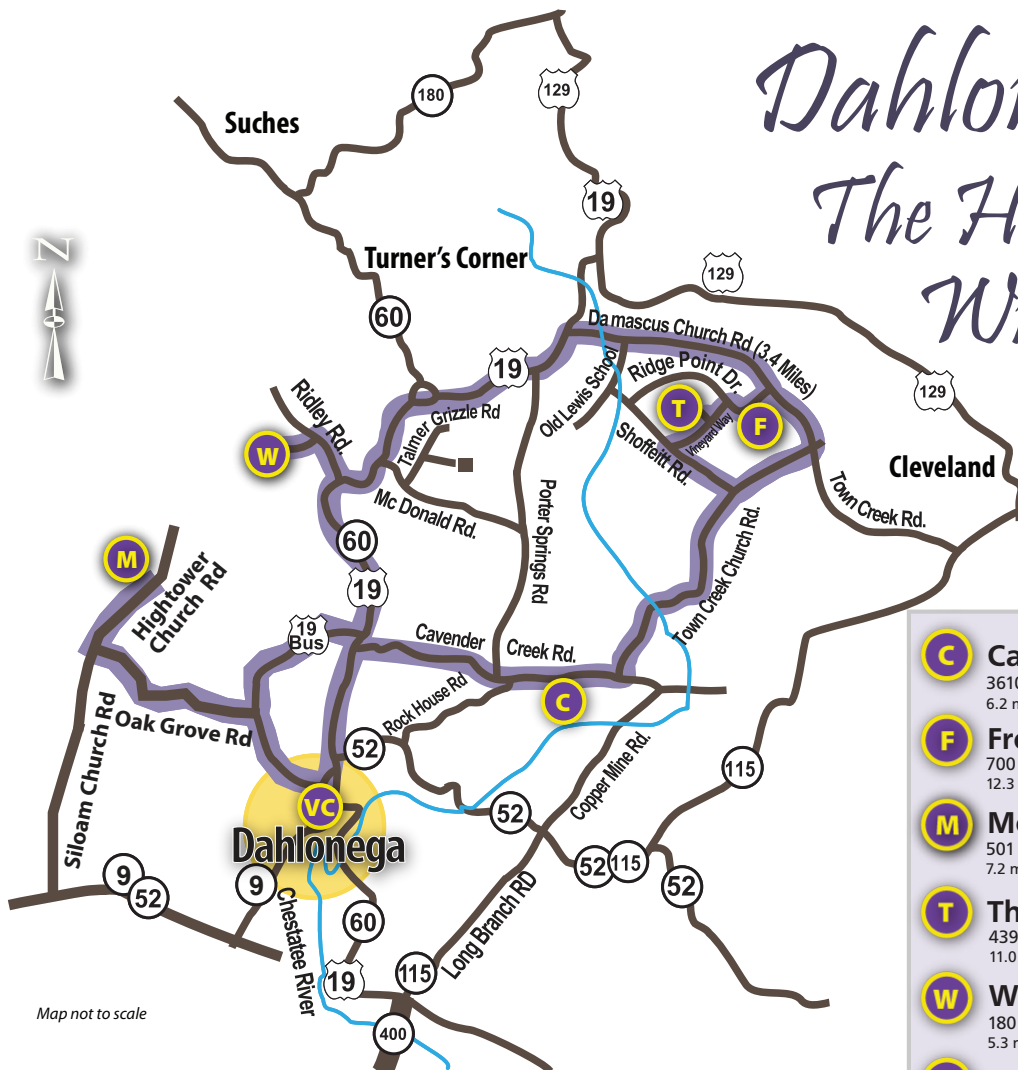 Dahlon
The H
Wi
180
129
Suches
19
Turner's Corner
129
60
Damascus Church Rd (3.4 Miles)
19
Ridge Point Dr.
129
Old Lewis School
Ridley Rd.
Talmer Grizzle Rd
T
F
Vineyard Way
W
Shoffeitt Rd.
Cleveland
Mc Donald Rd.
Porter Springs Rd
Town Creek Rd.
60
M
Hightower
Church Rd
19
Town Creek Church Rd.
19
Bus
Cavender Creek Rd.
Rock House Rd
C
Oak Grove Rd
Siloam Church Rd
52
Copper Mine Rd.
115
VC
52
Dahlonega
52
115
52
9
52
9
Chestatee River
60
Long Branch RD
19
115
400
Map not to scale
N
C
Ca
3610
6.2 m
F
Fr
700
12.3
M
M
501
7.2 m
T
Th
439
11.0
W
W
180
5.3 m